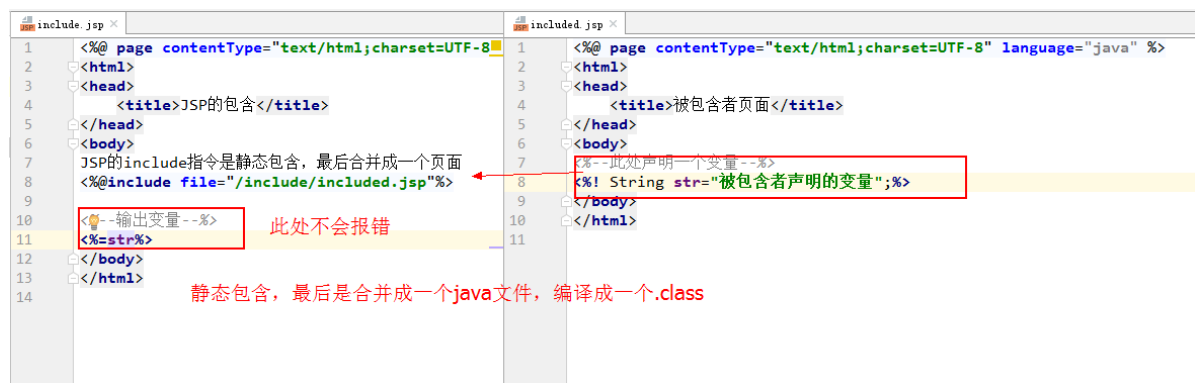 include.jsp
<%@ page contentType="text/html;charset=UTF-8
<html>
<head>
<title>JSP的包含</title>
</head>
<body>
JSP的include指令是静态包含，最后合并成一个页面
<%@include file="/include/included.jsp"%>
--输出变量--%>
<%=str%>
</body>
</html>
1
2
3
4
5
6
7
8
9
10
11
12
13
14
此处不会报错
静态包含，最后是合并成一个java文件，编译成一个.class
included.jsp
<%@ page contentType="text/html;charset=UTF-8" language="java" %>
<html>
<head>
<title>被包含者页面</title>
</head>
<body>
<%--此处声明一个变量--%>
<%! String str="被包含者声明的变量";%>
</body>
</html>
1
2
3
4
5
6
7
8
9
10
11